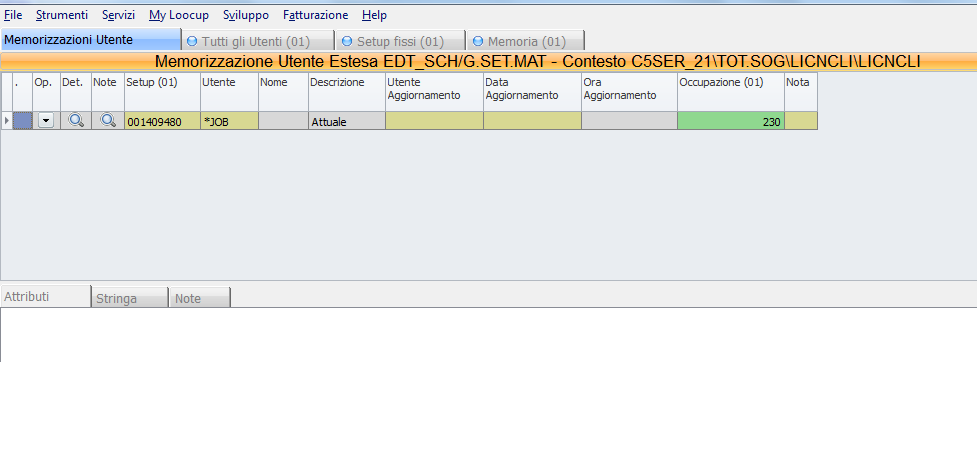 File Strumenti Servizi My Loocup Sviluppo Fatturazione Help
Memorizzazioni Utente Tutti gli Utenti (01) Setup fissi (01) Memoria (01)
Memorizzazione Utente Estesa EDT_SCH/G.SET.MAT - Contesto C5SER_21\TOT.SOG\LICNCLI\LICNCLI
. Op. Det. Note Setup (01) Utente Nome Descrizione Utente Data Ora Occupazione (01) Nota
Aggiornamento Aggiornamento Aggiornamento
001409480 *JOB Attuale 230
Attributi Stringa Note